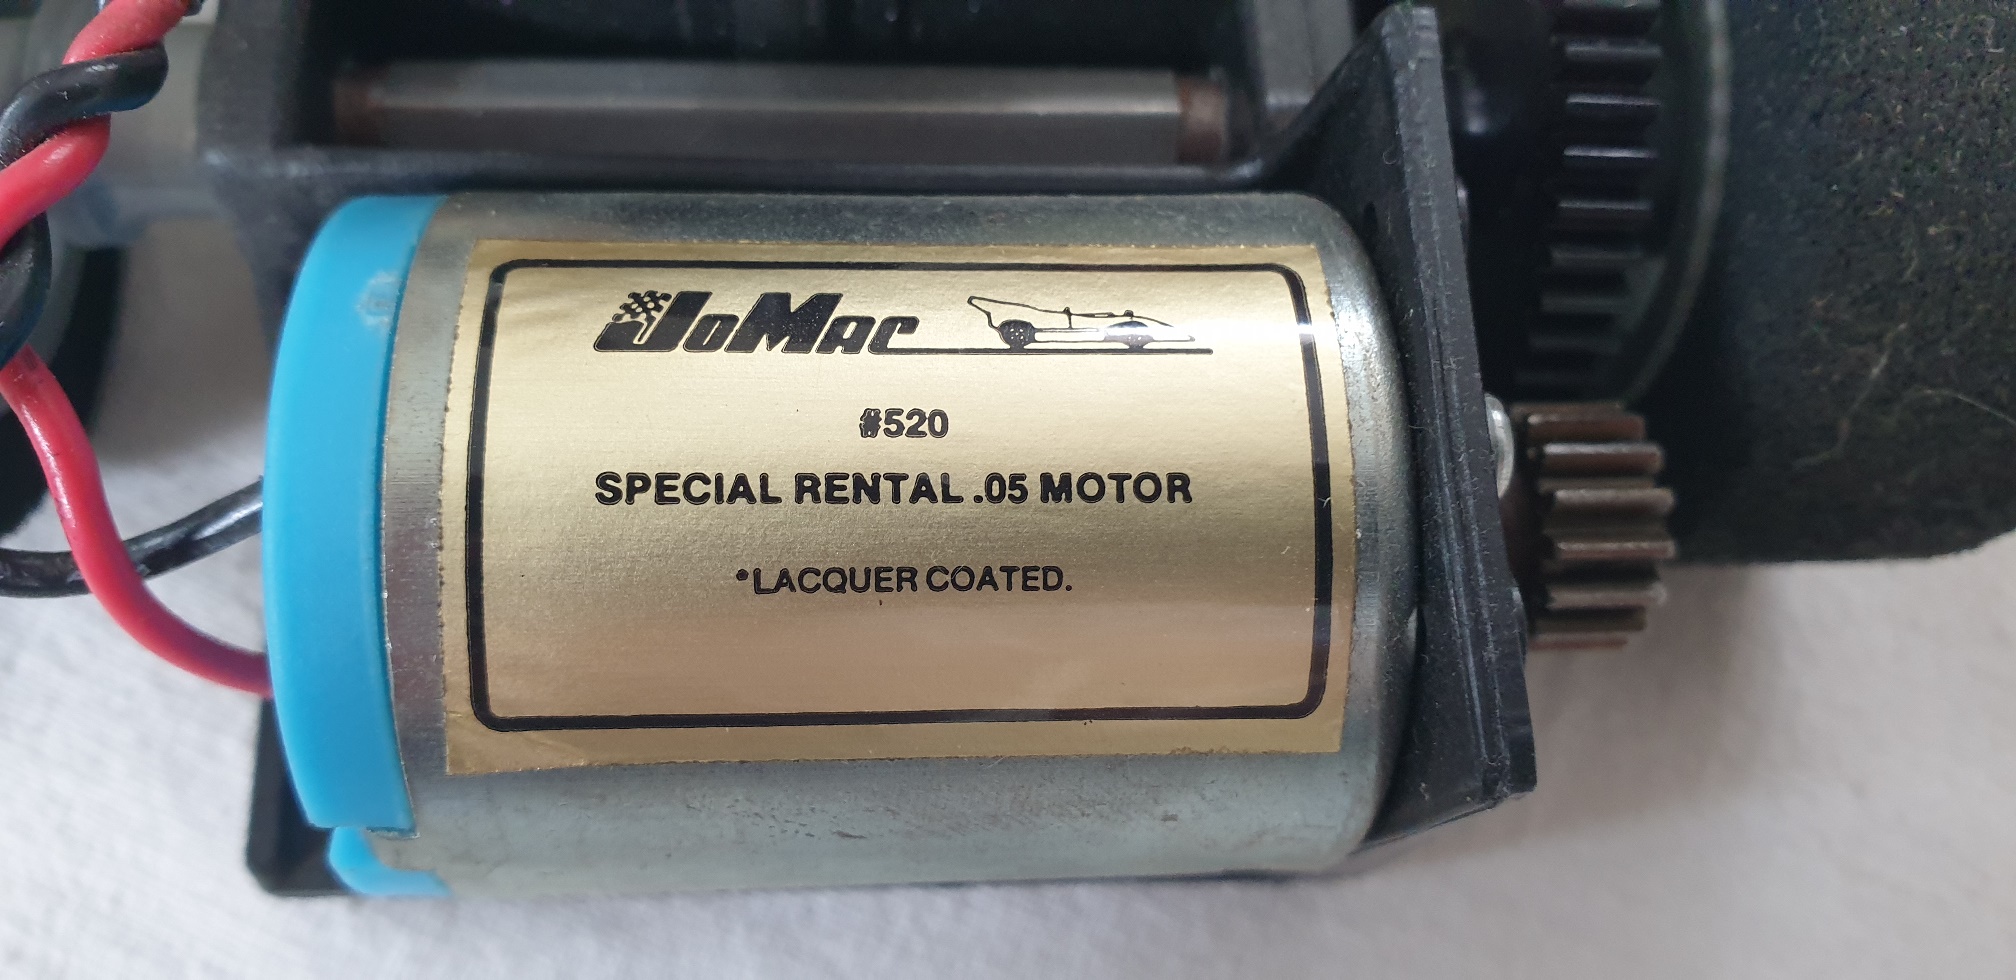 JoMac
#520
SPECIAL RENTAL .05 MOTOR
*LACQUER COATED.